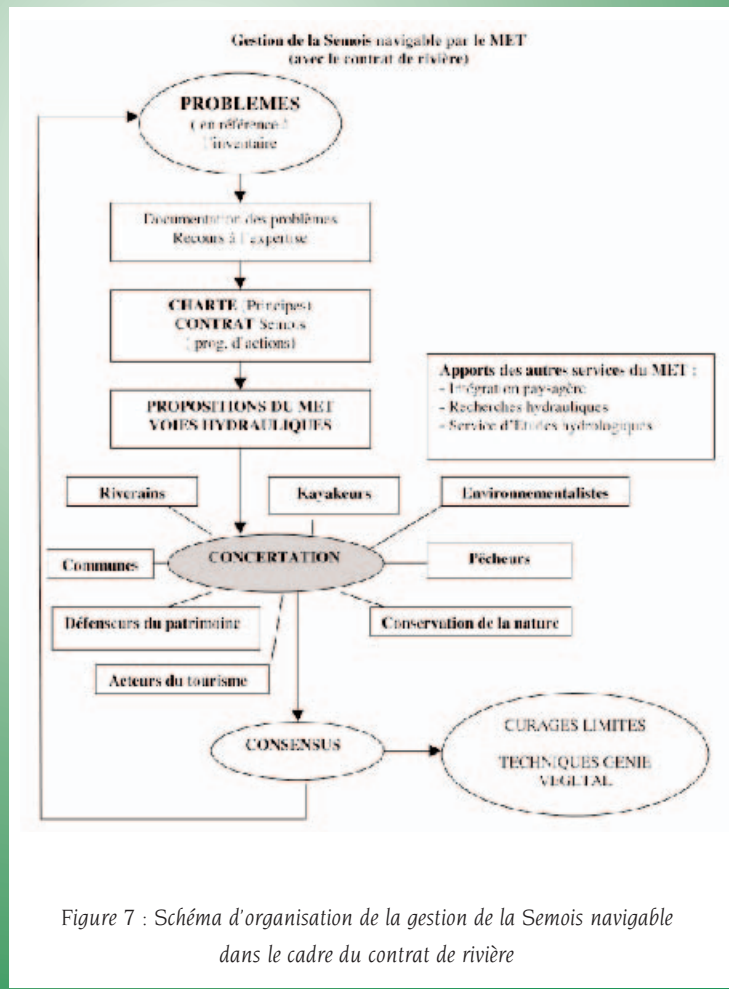 Gestion de la Semois navigable par le MET
(avec le contrat de rivière)
PROBLEMES
( en référence à
l'inventaire
Documentation des problèmes
Recours à l'expertise
CHARTE (Principes)
CONTRAT Semois
( prog. d'actions)
PROPOSITIONS DU MET
VOIES HYDRAULIQUES
Apports des autres services du MET :
- Intégration paysagère
- Recherches hydrauliques
- Service d'Etudes hydrologiques
Riverains
Kayakeurs
Environnementalistes
Communes
CONCERTATION
Pêcheurs
Défenseurs du patrimoine
Conservation de la nature
Acteurs du tourisme
CONSENSUS
CURAGES LIMITES
TECHNIQUES GENIE
VEGETAL
Figure 7 : Schéma d'organisation de la gestion de la Semois navigable
dans le cadre du contrat de rivière